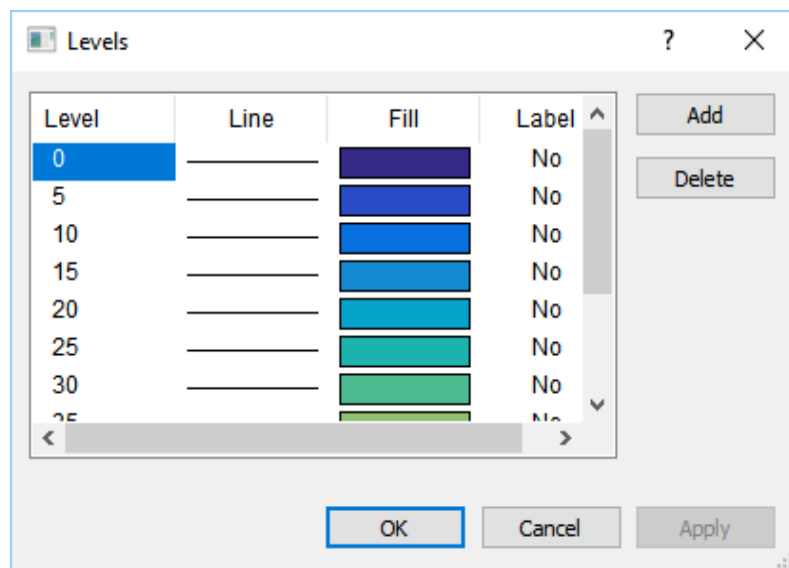 Levels ?
Level Line Fill Label Add
0 No
5 No Delete
10 No
15 No
20 No
25 No
30 No
OK Cancel Apply